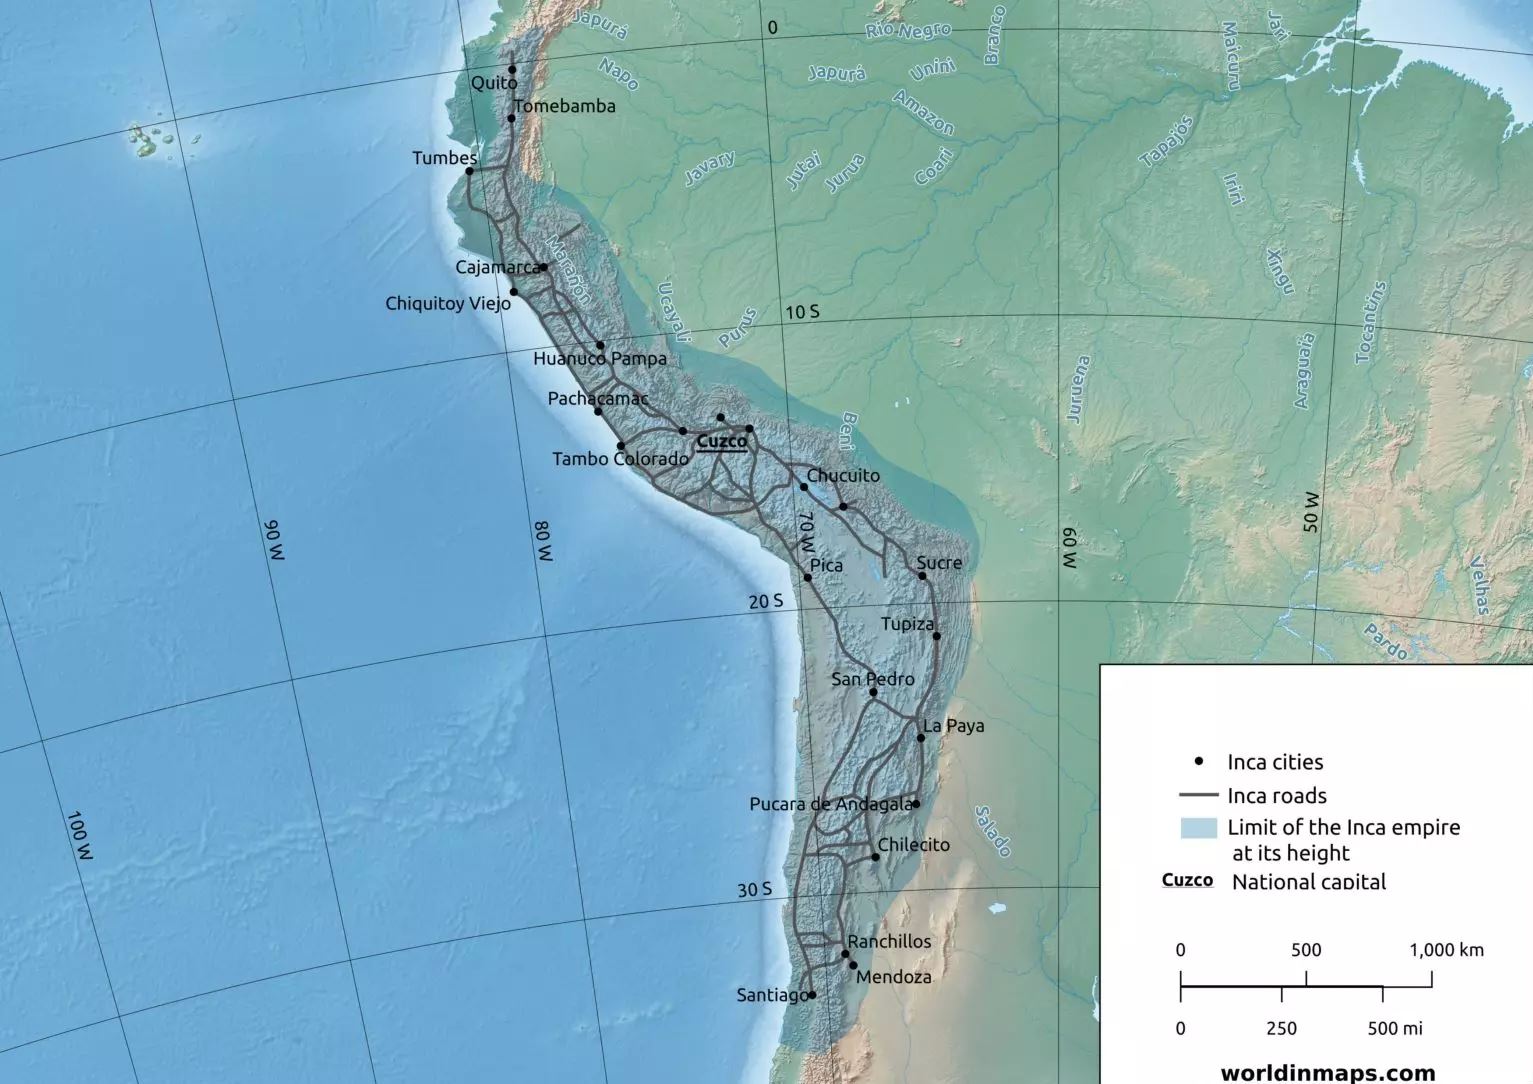 Japurá
0
Rio Negro
Branco
Maicuru
Jari
Napo
Japurá
Unini
Quito
Tomebamba
Amazon
Tapajós
Tumbes
Javary
Jutai
Jurua
Coari
Iriri
Marañón
Cajamarca
Xingu
Chiquitoy Viejo
Ucayali
Purus
10 S
Tocantins
Huanuco Pampa
Juruena
Araguaia
Pachacamac
Cuzco
Beni
Tambo Colorado
Chucuito
90 W
80 W
70 W
60 W
50 W
Pica
Sucre
Velhas
20 S
Tupiza
Pardo
San Pedro
La Paya
Pucara de Andagala
100 W
Salado
Chilecito
30 S
Ranchillos
Mendoza
Santiago
Inca cities
Inca roads
Limit of the Inca empire
at its height
Cuzco National capital
0 500 1,000 km
0 250 500 mi
worldinmaps.com